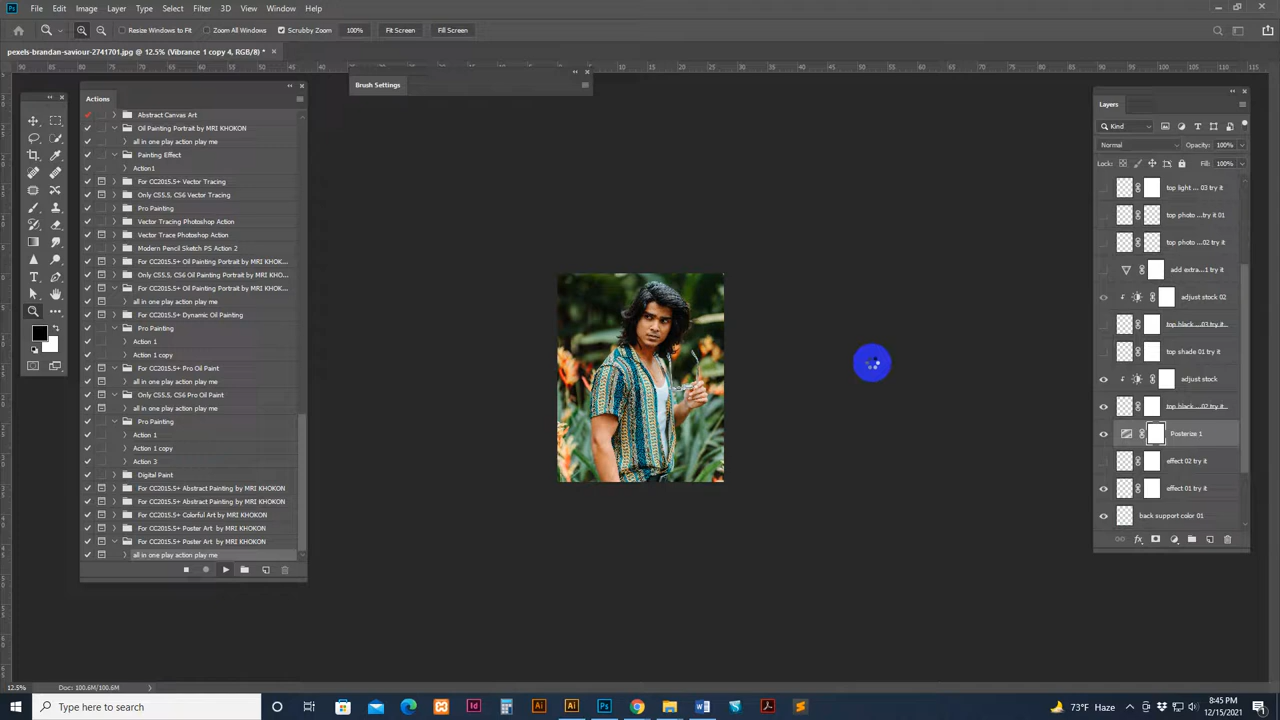 File Edit Image Layer Type Select Filter 3D View Window Help
Resize Windows to Fit Zoom All Windows Scrubby Zoom 100% Fit Screen Fill Screen
pexels-brandan-saviour-2741701.jpg @ 12.5% (Vibrance 1 copy 4, RGB/8) *
Actions
Abstract Canvas Art
Oil Painting Portrait by MRI KHOKON
all in one play action play me
Painting Effect
Action1
For CC2015.5+ Vector Tracing
Only CS5.5, CS6 Vector Tracing
Pro Painting
Vector Tracing Photoshop Action
Vector Trace Photoshop Action
Modern Pencil Sketch PS Action 2
For CC2015.5+ Oil Painting Portrait by MRI KHOK...
Only CS5.5, CS6 Oil Painting Portrait by MRI KHO...
For CC2015.5+ Oil Painting Portrait by MRI KHOK...
all in one play action play me
For CC2015.5+ Dynamic Oil Painting
Pro Painting
Action 1
Action 1 copy
For CC2015.5+ Pro Oil Paint
all in one play action play me
Only CS5.5, CS6 Pro Oil Paint
all in one play action play me
Pro Painting
Action 1
Action 1 copy
Action 3
Digital Paint
For CC2015.5+ Abstract Painting by MRI KHOKON
For CC2015.5+ Abstract Painting by MRI KHOKON
For CC2015.5+ Colorful Art by MRI KHOKON
For CC2015.5+ Poster Art by MRI KHOKON
For CC2015.5+ Poster Art by MRI KHOKON
all in one play action play me
Brush Settings
Layers
Kind
Normal Opacity: 100%
Lock: Fill: 100%
top light ... 03 try it
top photo ...try it 01
top photo ...02 try it
add extra...1 try it
adjust stock 02
top black ...03 try it
top shade 01 try it
adjust stock
top black ...02 try it
Posterize 1
effect 02 try it
effect 01 try it
back support color 01
12.5% Doc: 100.6M/100.6M
Type here to search
73°F Haze
8:45 PM
12/15/2021